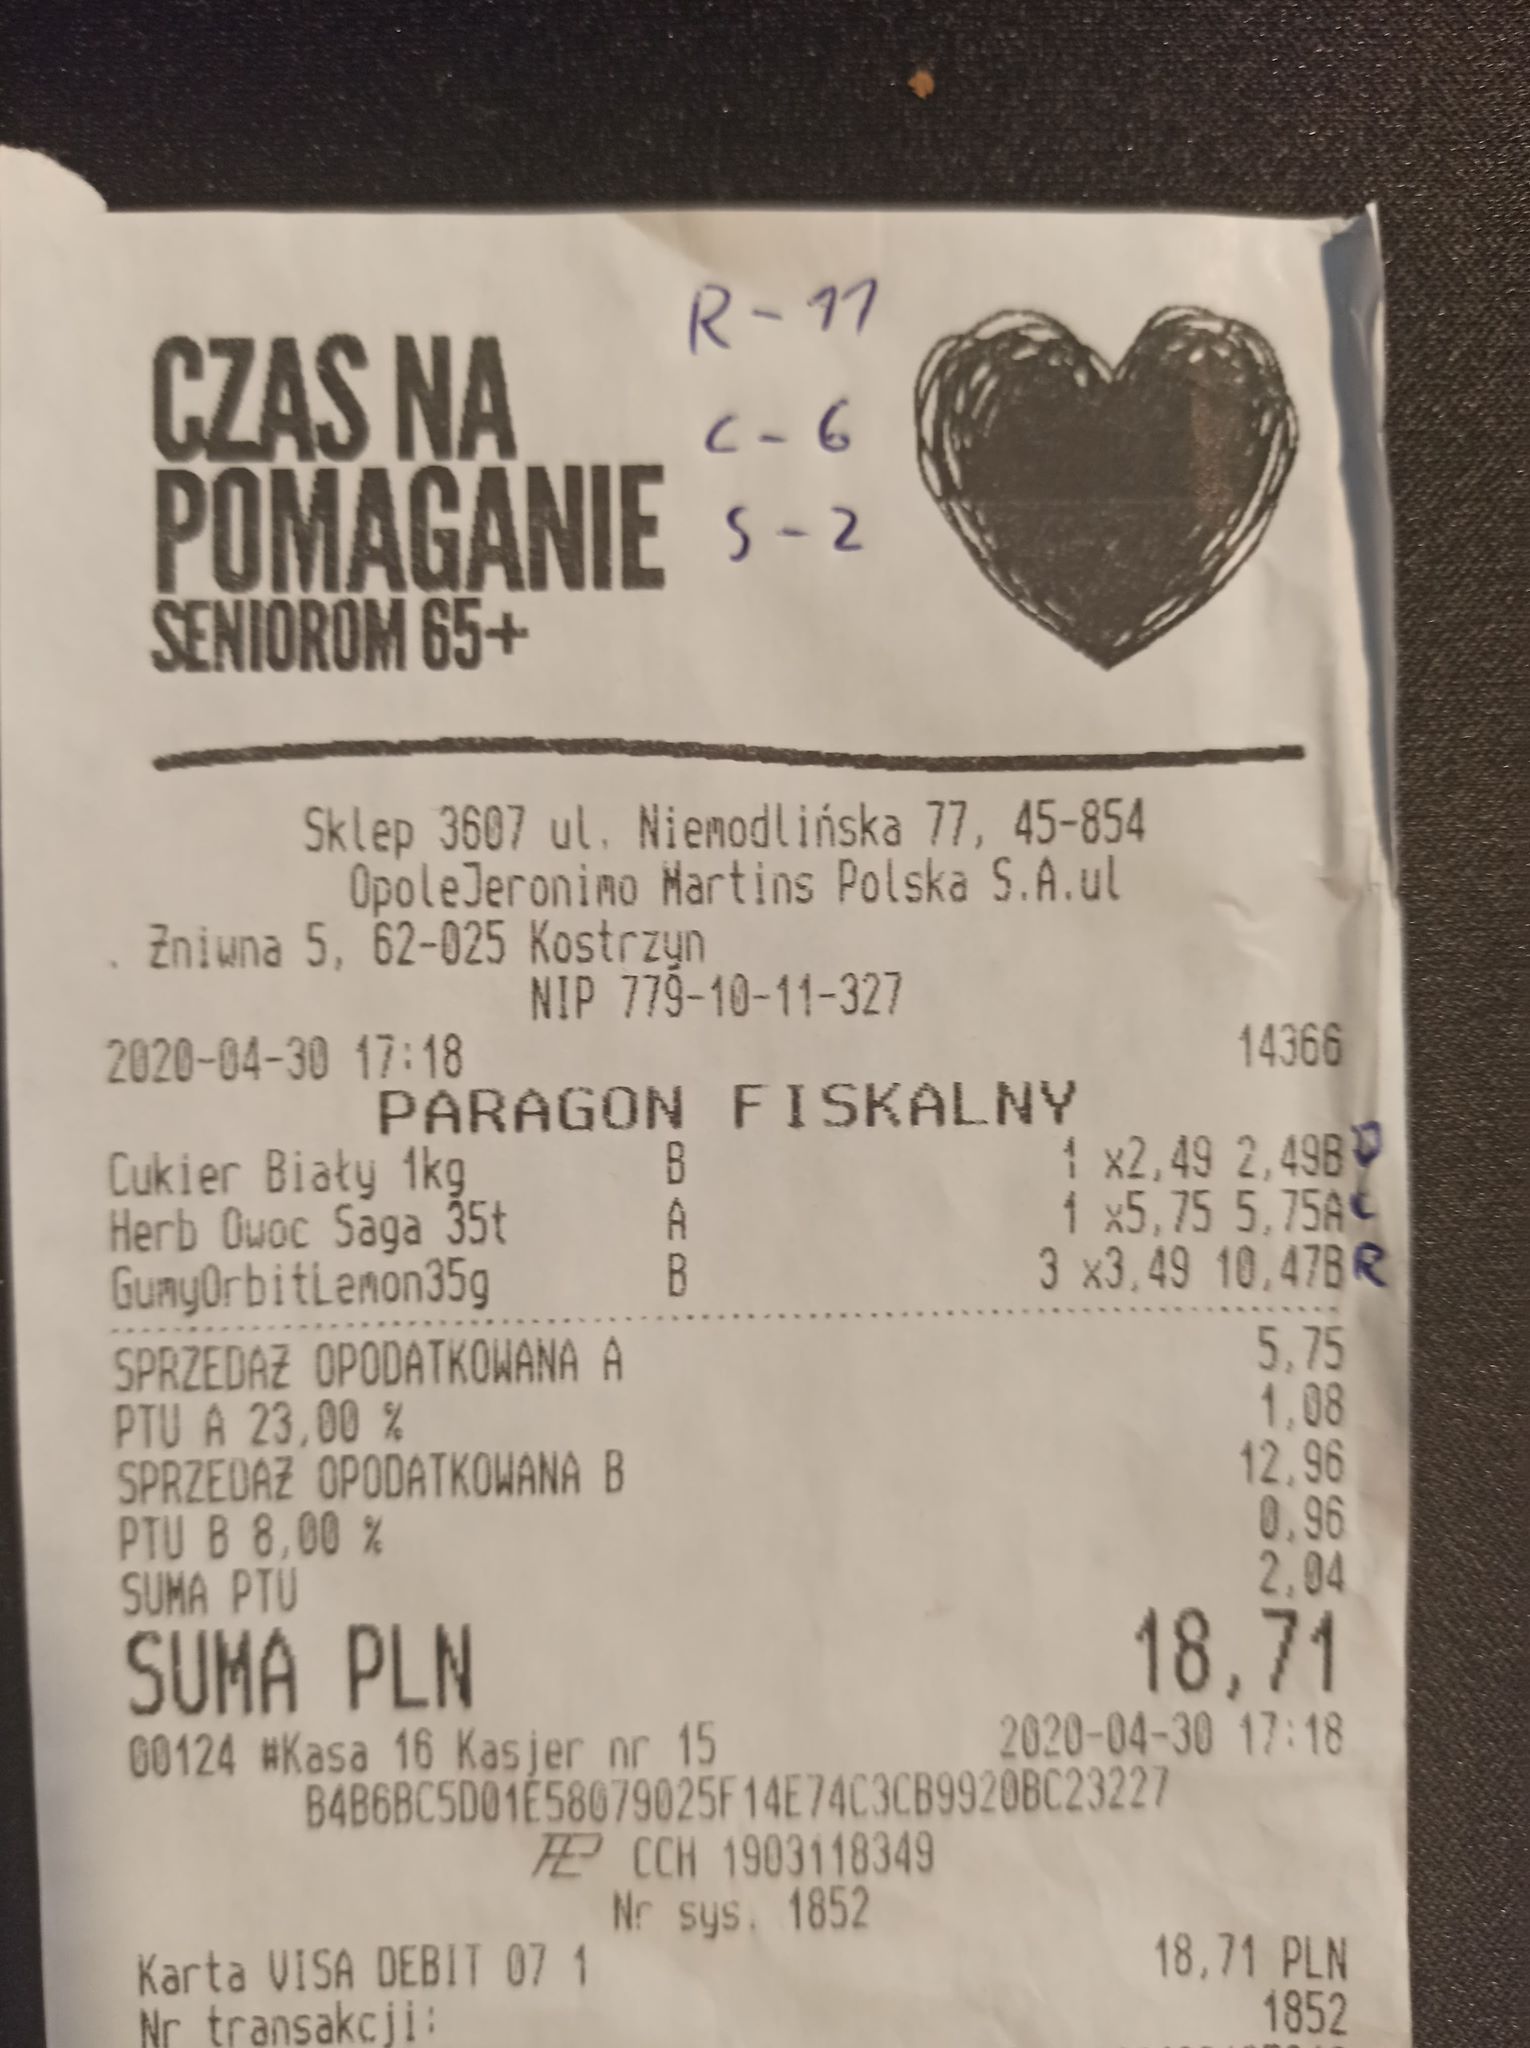 R - 11
C - 6
S - 2
CZAS NA
POMAGANIE
SENIOROM 65+
Sklep 3607 ul. Niemodlińska 77, 45-854
OpoleJeronimo Martins Polska S.A.ul
. Żniwna 5, 62-025 Kostrzyn
NIP 779-10-11-327
2020-04-30 17:18 14366
PARAGON FISKALNY
Cukier Biały 1kg B 1 x2,49 2,49B
Herb Owoc Saga 35t A 1 x5,75 5,75A C
GumyOrbitLemon35g B 3 x3,49 10,47B R
SPRZEDAŻ OPODATKOWANA A 5,75
PTU A 23,00 % 1,08
SPRZEDAŻ OPODATKOWANA B 12,96
PTU B 8,00 % 0,96
SUMA PTU 2,04
SUMA PLN 18,71
00124 #Kasa 16 Kasjer nr 15 2020-04-30 17:18
B4B6BC5D01E58079025F14E74C3CB9920BC23227
CCH 1903118349
Nr sys. 1852
Karta VISA DEBIT 07 1 18,71 PLN
Nr transakcji: 1852